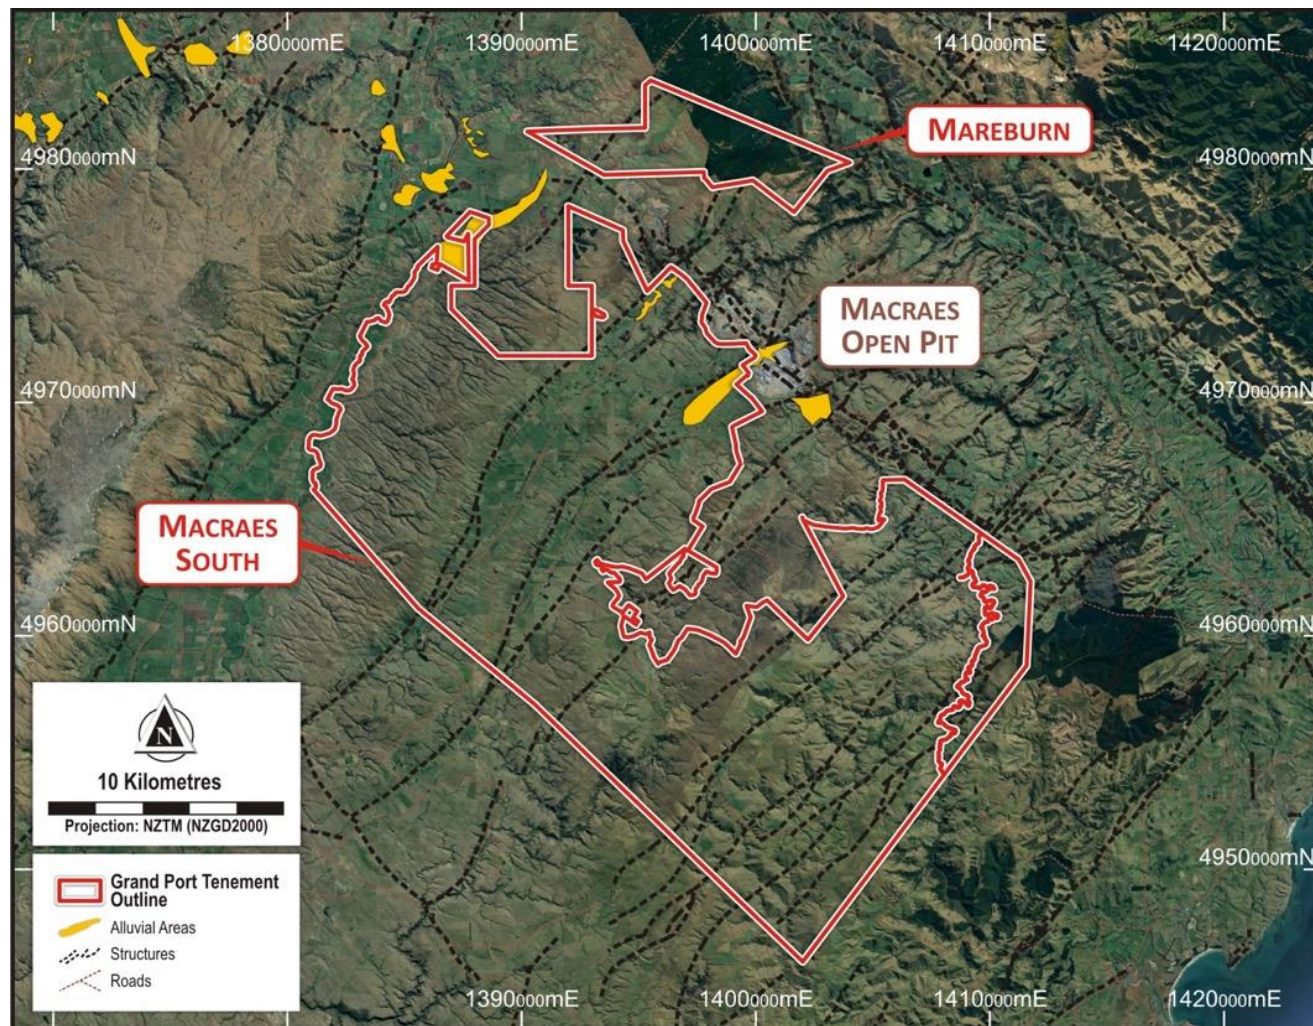 1380000mE 1390000mE 1400000mE 1410000mE 1420000mE
MAREBURN
4980000mN 4980000mN
MACRAES
OPEN PIT
4970000mN 4970000mN
MACRAES
SOUTH
4960000mN 4960000mN
N
10 Kilometres
Projection: NZTM (NZGD2000)
4950000mN
Grand Port Tenement
Outline
Alluvial Areas
Structures
Roads
1390000mE 1400000mE 1410000mE 1420000mE